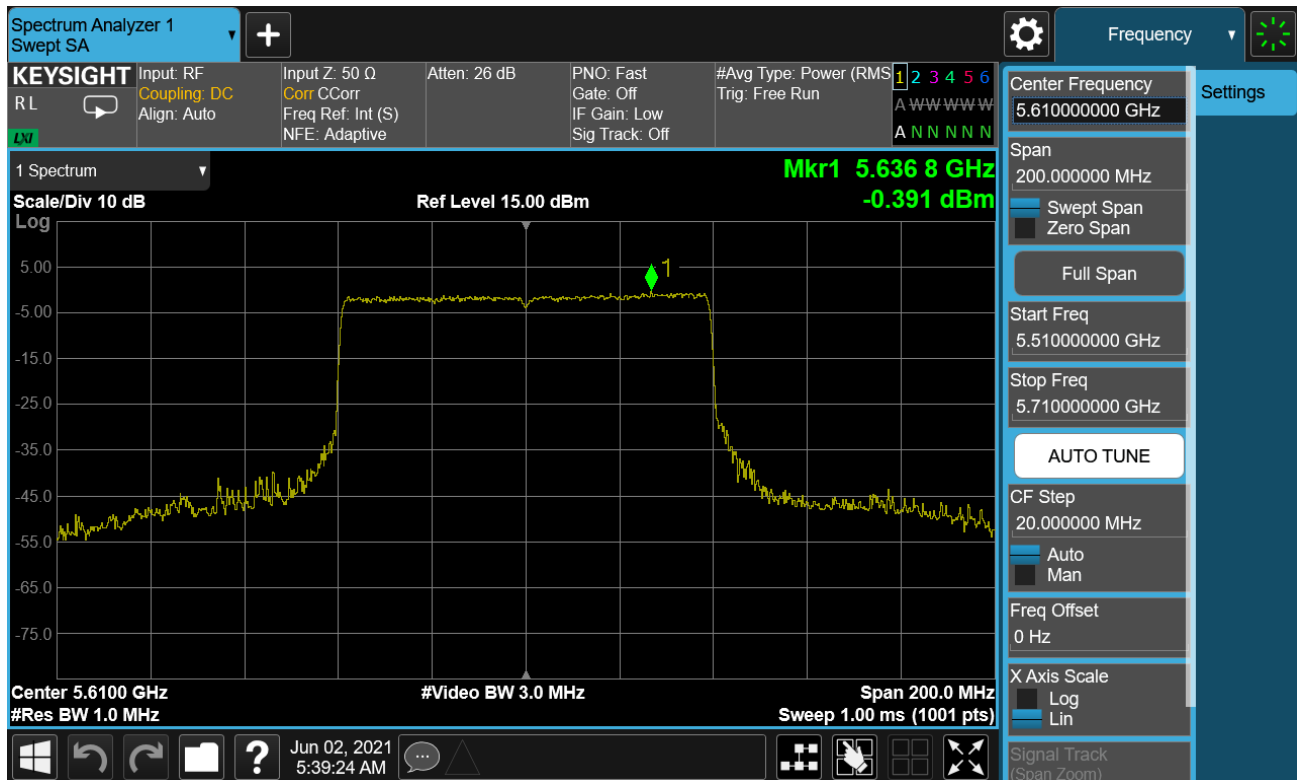 Spectrum Analyzer 1
Swept SA
+
Frequency
KEYSIGHT
RL
LXI
Input: RF
Coupling: DC
Align: Auto
Input Z: 50 Ω
Corr CCorr
Freq Ref: Int (S)
NFE: Adaptive
Atten: 26 dB
PNO: Fast
Gate: Off
IF Gain: Low
Sig Track: Off
#Avg Type: Power (RMS
Trig: Free Run
1 2 3 4 5 6
A W W W W W
A N N N N N
1 Spectrum
Scale/Div 10 dB
Ref Level 15.00 dBm
Mkr1 5.636 8 GHz
-0.391 dBm
Log
5.00
-5.00
-15.0
-25.0
-35.0
-45.0
-55.0
-65.0
-75.0
1
Center 5.6100 GHz
#Video BW 3.0 MHz
Span 200.0 MHz
#Res BW 1.0 MHz
Sweep 1.00 ms (1001 pts)
Center Frequency
5.610000000 GHz
Settings
Span
200.000000 MHz
Swept Span
Zero Span
Full Span
Start Freq
5.510000000 GHz
Stop Freq
5.710000000 GHz
AUTO TUNE
CF Step
20.000000 MHz
Auto
Man
Freq Offset
0 Hz
X Axis Scale
Log
Lin
Signal Track
(Span Zoom)
?
Jun 02, 2021
5:39:24 AM